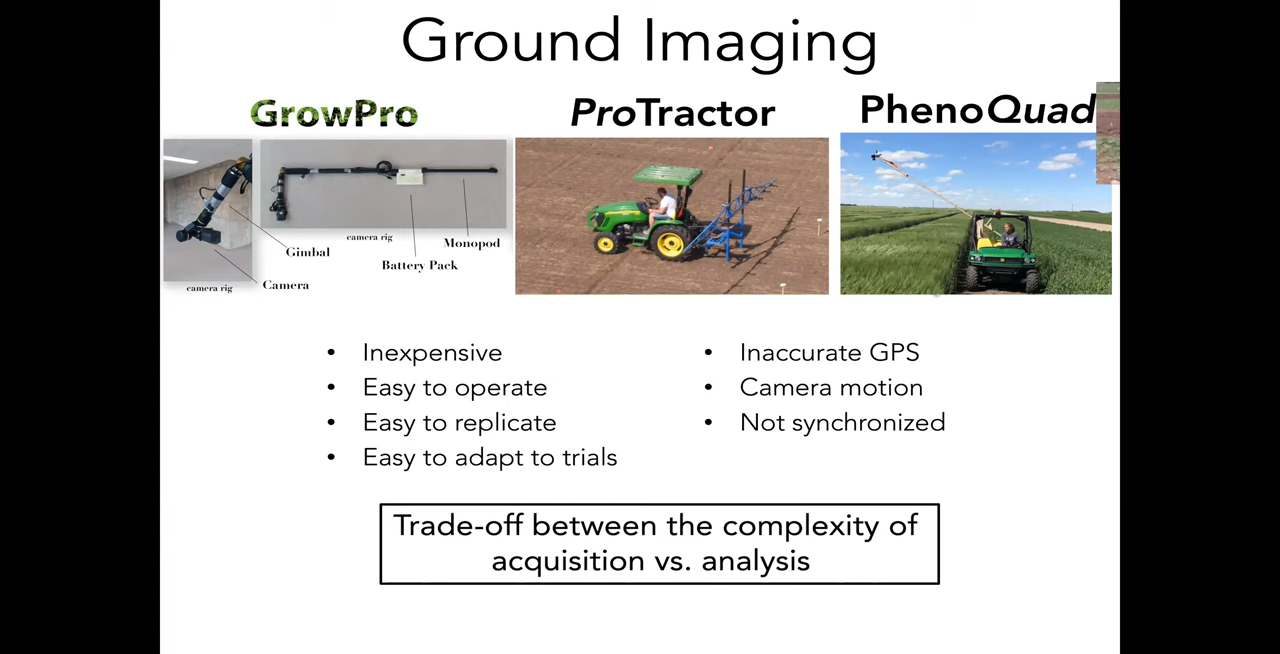 Ground Imaging
GrowPro
ProTractor
PhenoQuad
Gimbal
Camera
camera rig
camera rig
Battery Pack
Monopod
Inexpensive
Easy to operate
Easy to replicate
Easy to adapt to trials
Inaccurate GPS
Camera motion
Not synchronized
Trade-off between the complexity of
acquisition vs. analysis